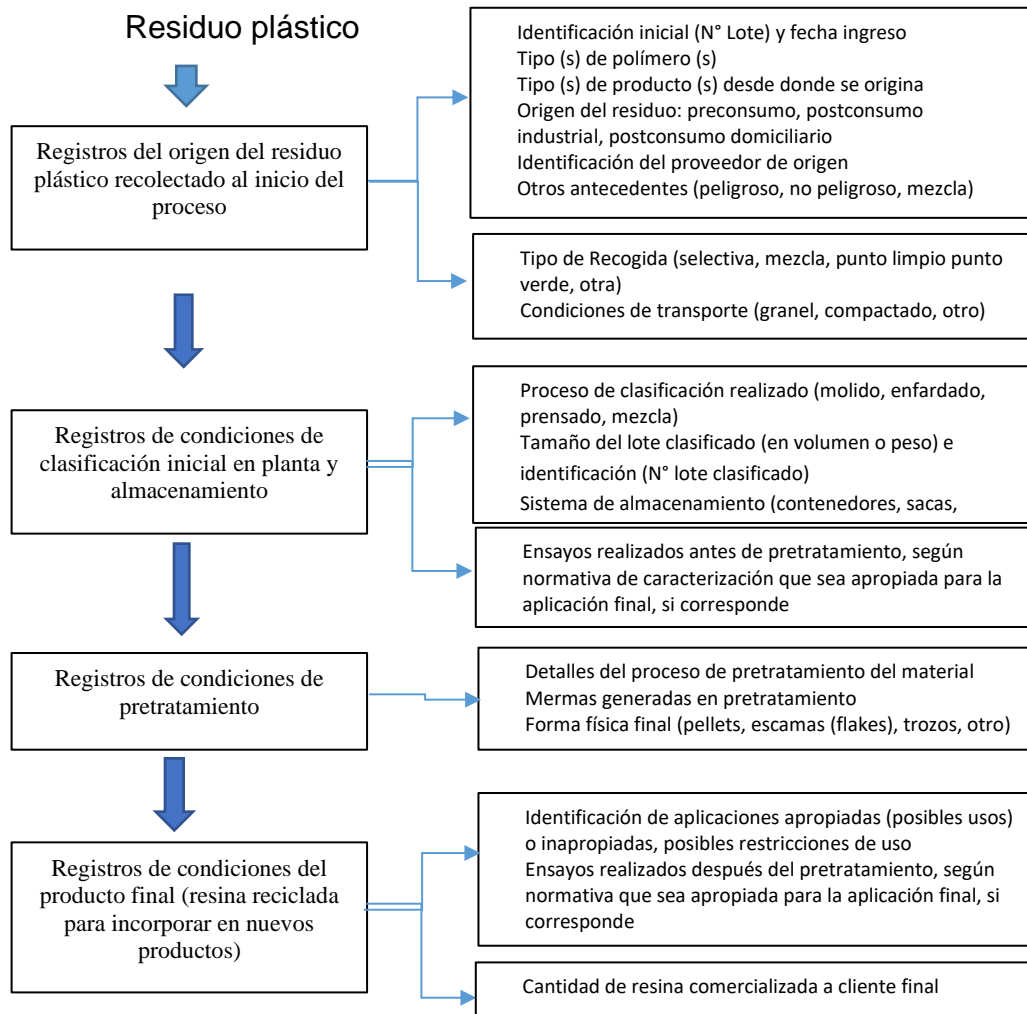 Residuo plástico
Registros del origen del residuo
plástico recolectado al inicio del
proceso
Identificación inicial (N° Lote) y fecha ingreso
Tipo (s) de polímero (s)
Tipo (s) de producto (s) desde donde se origina
Origen del residuo: preconsumo, postconsumo
industrial, postconsumo domiciliario
Identificación del proveedor de origen
Otros antecedentes (peligroso, no peligroso, mezcla)
Tipo de Recogida (selectiva, mezcla, punto limpio punto
verde, otra)
Condiciones de transporte (granel, compactado, otro)
Registros de condiciones de
clasificación inicial en planta y
almacenamiento
Proceso de clasificación realizado (molido, enfardado,
prensado, mezcla)
Tamaño del lote clasificado (en volumen o peso) e
identificación (N° lote clasificado)
Sistema de almacenamiento (contenedores, sacas,
Ensayos realizados antes de pretratamiento, según
normativa de caracterización que sea apropiada para la
aplicación final, si corresponde
Registros de condiciones de
pretratamiento
Detalles del proceso de pretratamiento del material
Mermas generadas en pretratamiento
Forma física final (pellets, escamas (flakes), trozos, otro)
Registros de condiciones del
producto final (resina reciclada
para incorporar en nuevos
productos)
Identificación de aplicaciones apropiadas (posibles usos)
o inapropiadas, posibles restricciones de uso
Ensayos realizados después del pretratamiento, según
normativa que sea apropiada para la aplicación final, si
corresponde
Cantidad de resina comercializada a cliente final